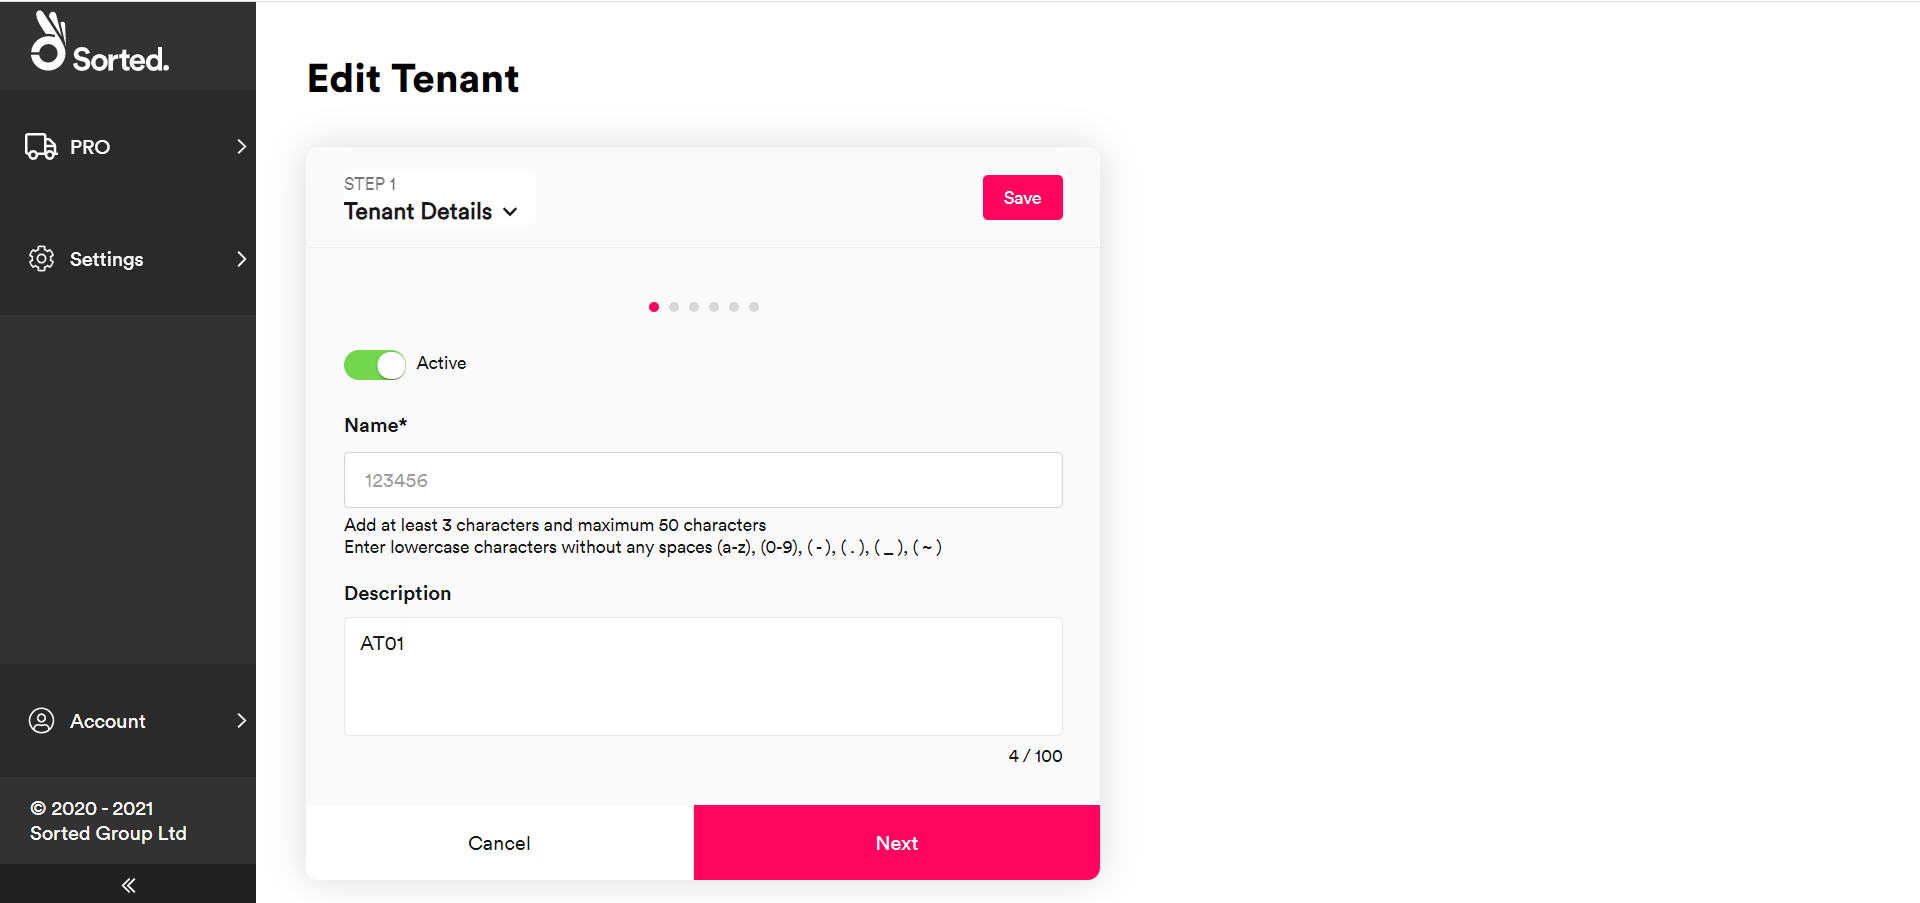 Sorted.
PRO
Settings
Account
© 2020 - 2021
Sorted Group Ltd
Edit Tenant
STEP 1
Tenant Details
Save
Active
Name*
123456
Add at least 3 characters and maximum 50 characters
Enter lowercase characters without any spaces (a-z), (0-9), ( - ), ( . ), ( _ ), ( ~ )
Description
AT01
4 / 100
Cancel
Next